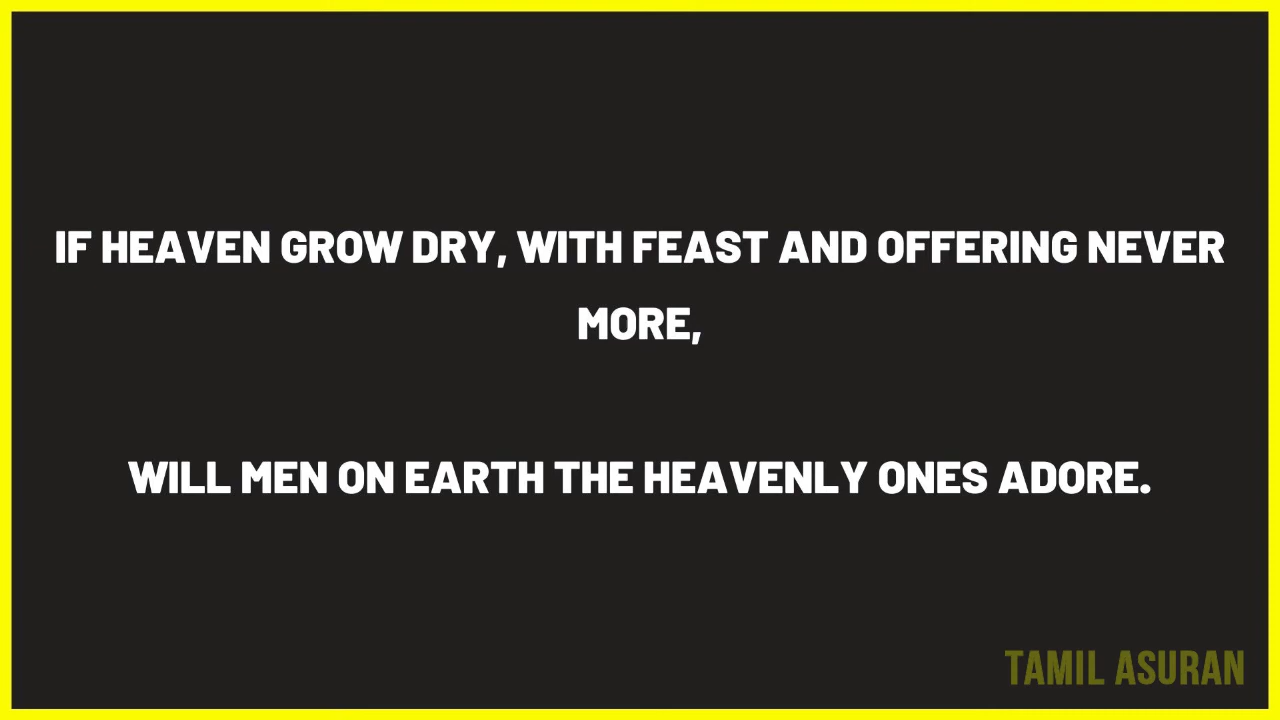 IF HEAVEN GROW DRY, WITH FEAST AND OFFERING NEVER
MORE,
WILL MEN ON EARTH THE HEAVENLY ONES ADORE.
TAMIL ASURAN